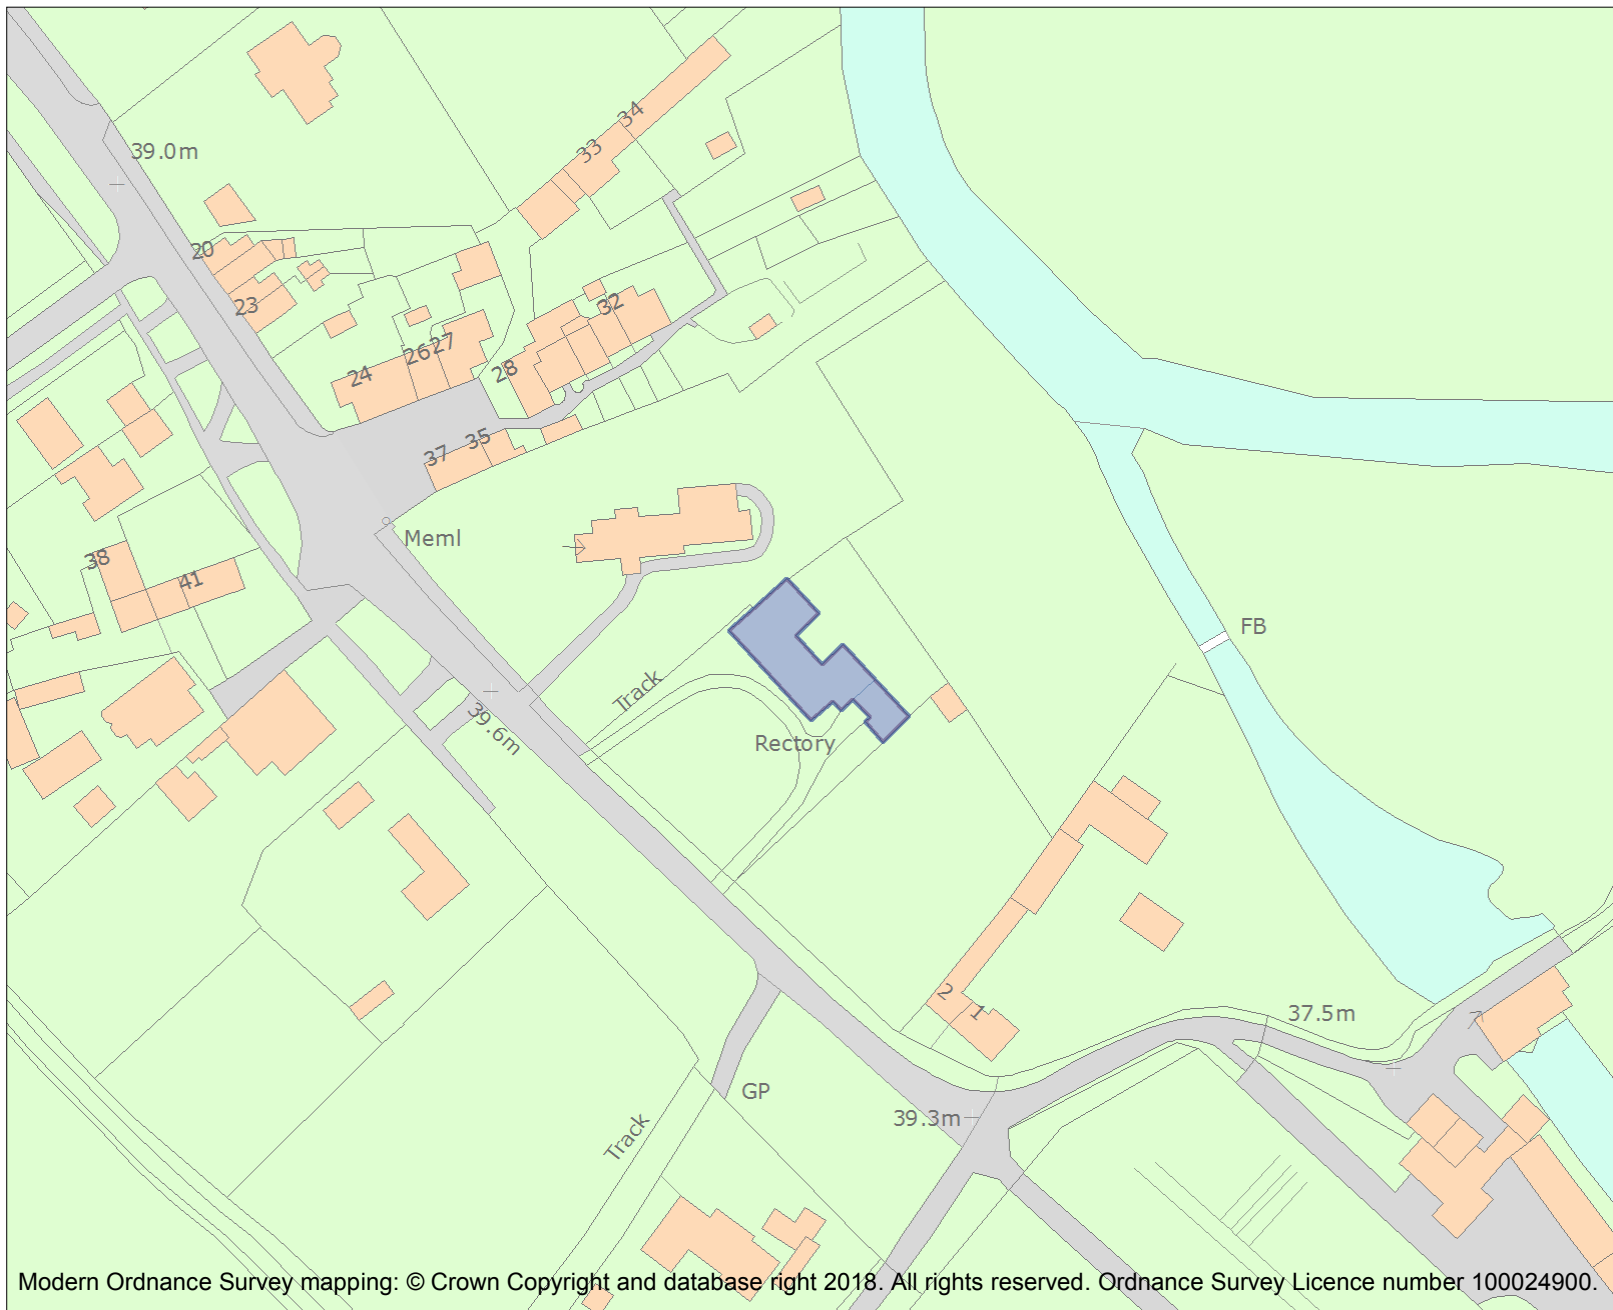 39.0m
34
33
20
23
32
27
26
24
28
35
37
Meml
38
41
FB
Track
39.6m
Rectory
2
1
37.5m
GP
39.3m
Track
Modern Ordnance Survey mapping: © Crown Copyright and database right 2018. All rights reserved. Ordnance Survey Licence number 100024900.